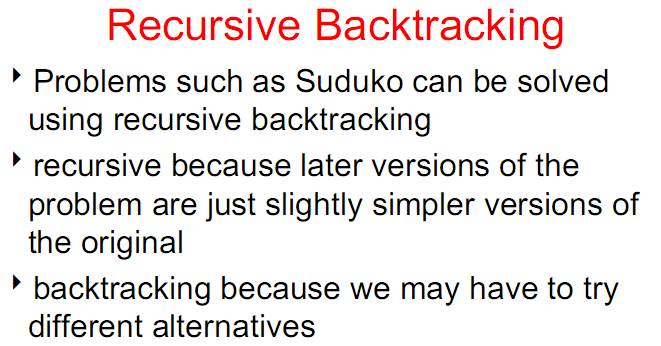 Recursive Backtracking
‣ Problems such as Suduko can be solved
using recursive backtracking
‣ recursive because later versions of the
problem are just slightly simpler versions of
the original
‣ backtracking because we may have to try
different alternatives